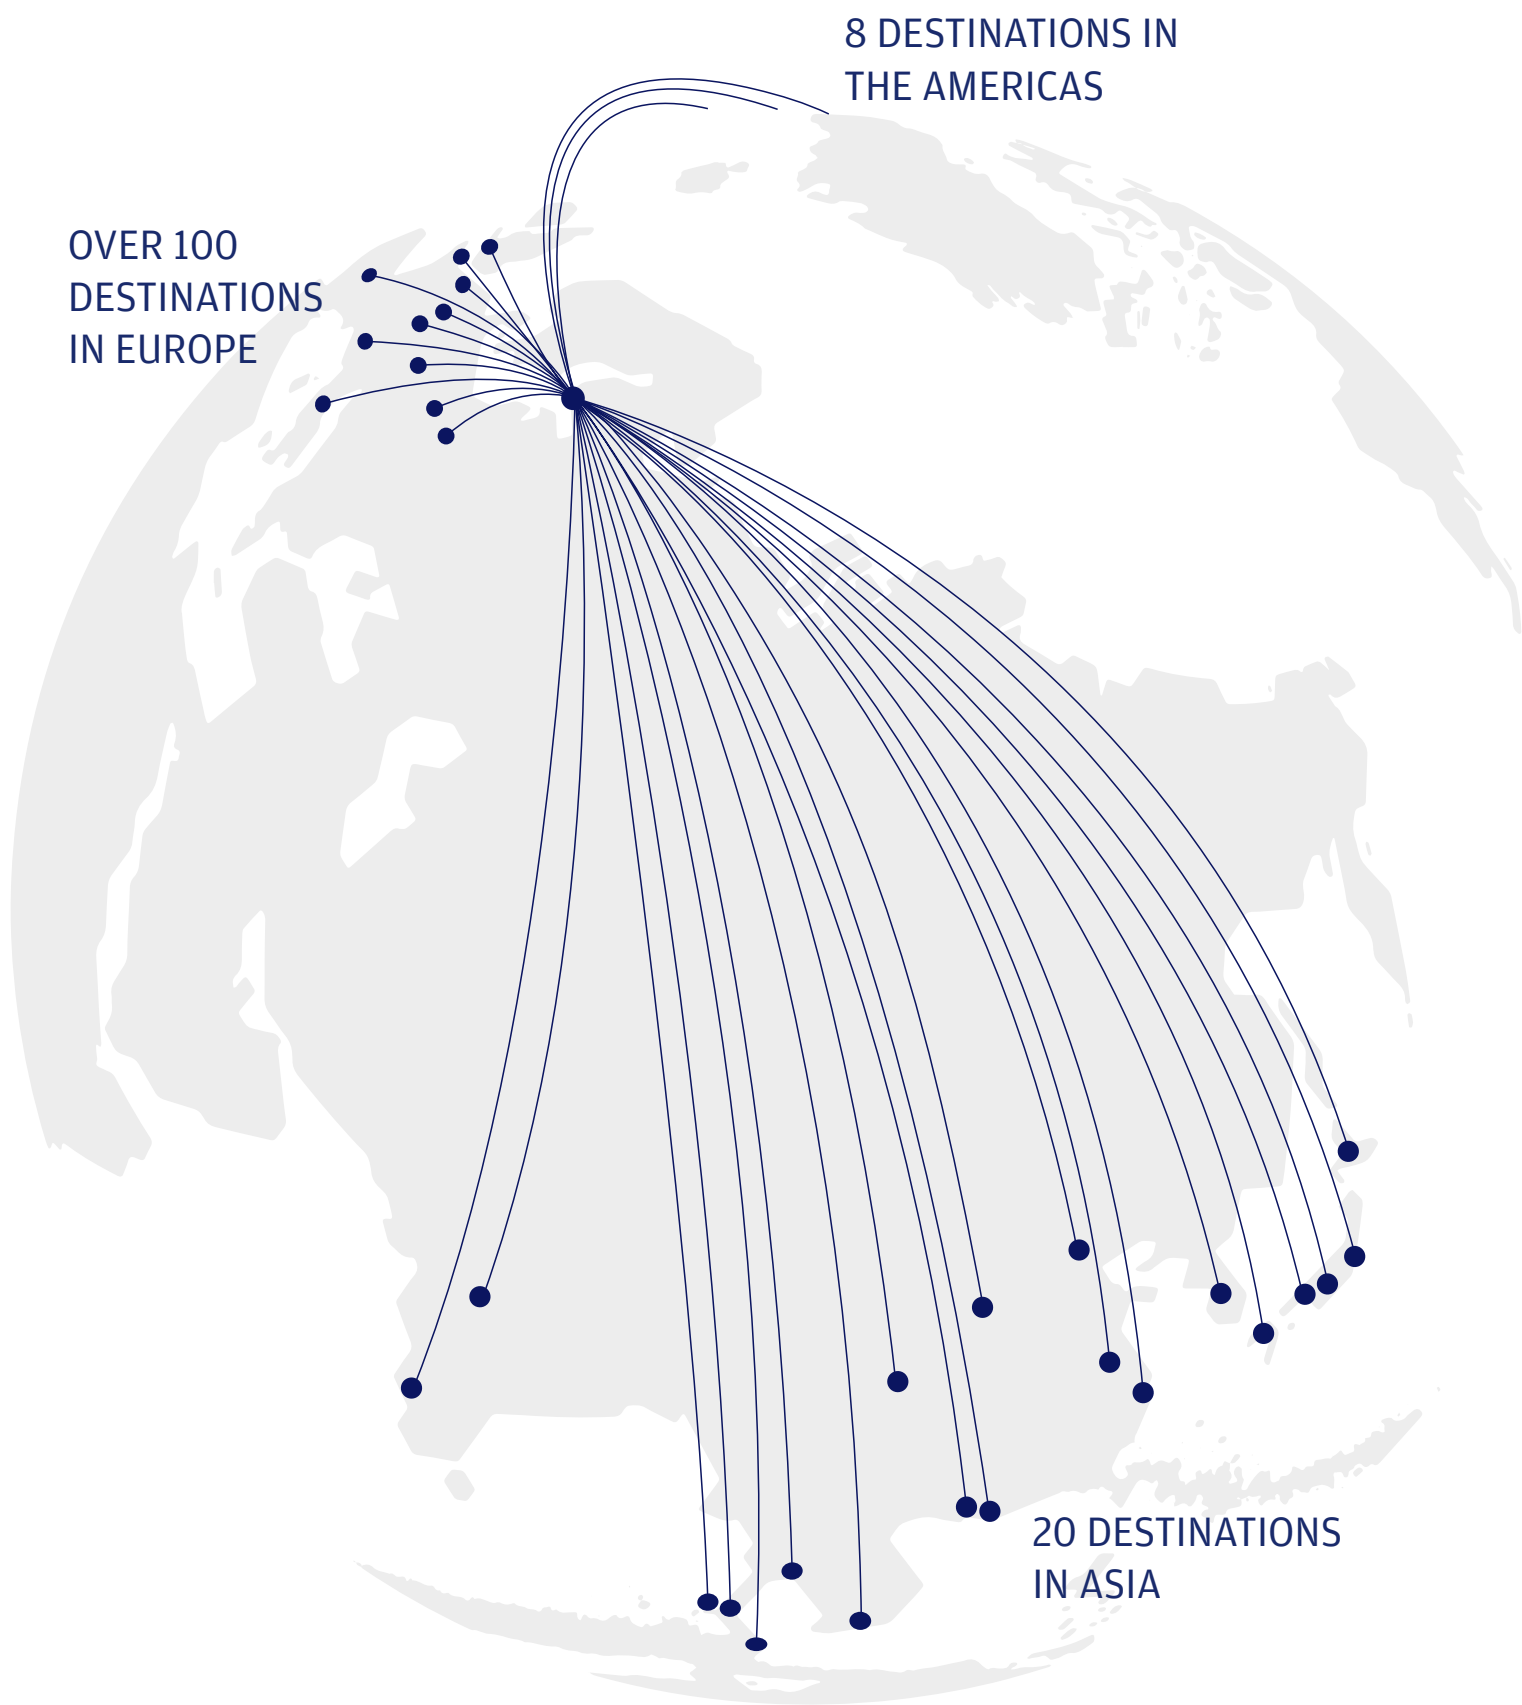 8 DESTINATIONS IN
THE AMERICAS
OVER 100
DESTINATIONS
IN EUROPE
20 DESTINATIONS
IN ASIA